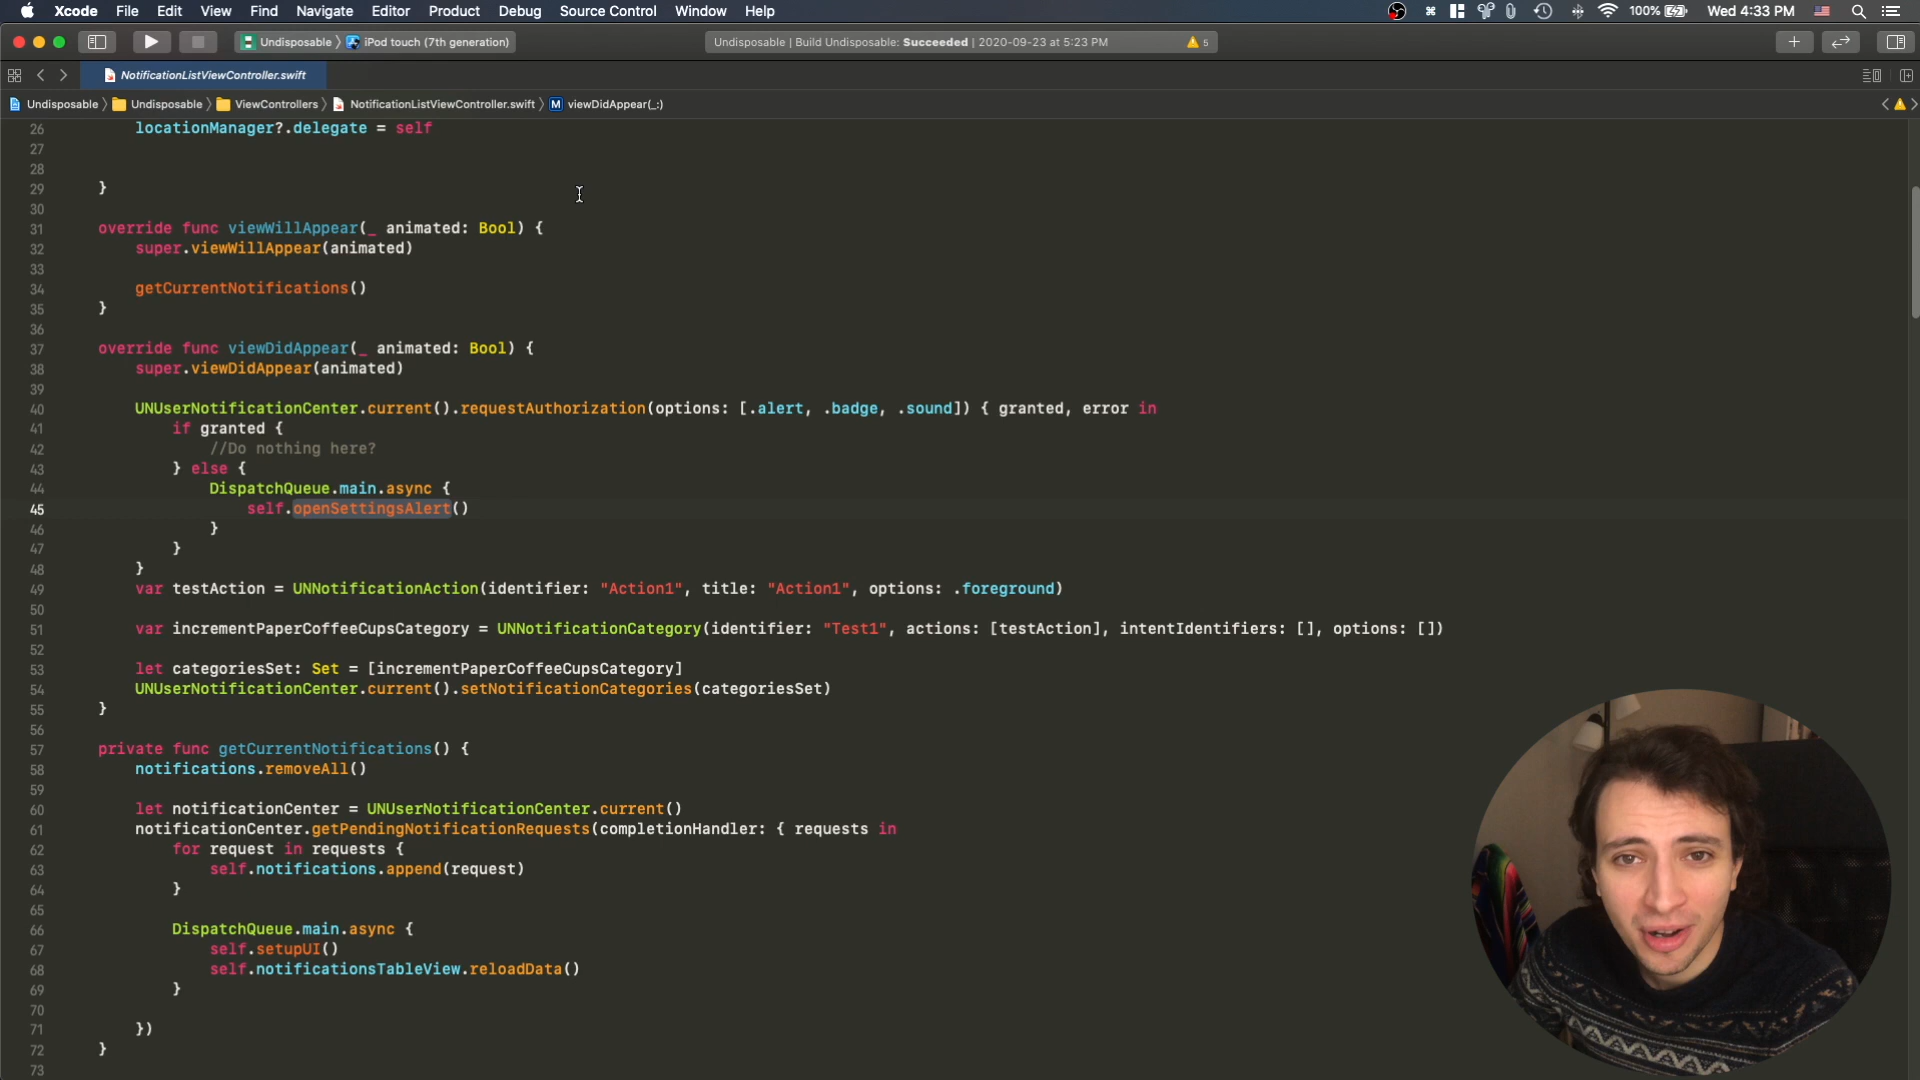 Xcode File Edit View Find Navigate Editor Product Debug Source Control Window Help 100% Wed 4:33 PM
Undisposable iPod touch (7th generation) Undisposable | Build Undisposable: Succeeded | 2020-09-23 at 5:23 PM 5
NotificationListViewController.swift
Undisposable Undisposable ViewControllers NotificationListViewController.swift M viewDidAppear(_:)
26 locationManager?.delegate = self
27
28
29 }
30
31 override func viewWillAppear(_ animated: Bool) {
32 super.viewWillAppear(animated)
33
34 getCurrentNotifications()
35 }
36
37 override func viewDidAppear(_ animated: Bool) {
38 super.viewDidAppear(animated)
39
40 UNUserNotificationCenter.current().requestAuthorization(options: [.alert, .badge, .sound]) { granted, error in
41 if granted {
42 //Do nothing here?
43 } else {
44 DispatchQueue.main.async {
45 self.openSettingsAlert()
46 }
47 }
48 }
49 var testAction = UNNotificationAction(identifier: "Action1", title: "Action1", options: .foreground)
50
51 var incrementPaperCoffeeCupsCategory = UNNotificationCategory(identifier: "Test1", actions: [testAction], intentIdentifiers: [], options: [])
52
53 let categoriesSet: Set = [incrementPaperCoffeeCupsCategory]
54 UNUserNotificationCenter.current().setNotificationCategories(categoriesSet)
55 }
56
57 private func getCurrentNotifications() {
58 notifications.removeAll()
59
60 let notificationCenter = UNUserNotificationCenter.current()
61 notificationCenter.getPendingNotificationRequests(completionHandler: { requests in
62 for request in requests {
63 self.notifications.append(request)
64 }
65
66 DispatchQueue.main.async {
67 self.setupUI()
68 self.notificationsTableView.reloadData()
69 }
70
71 })
72 }
73